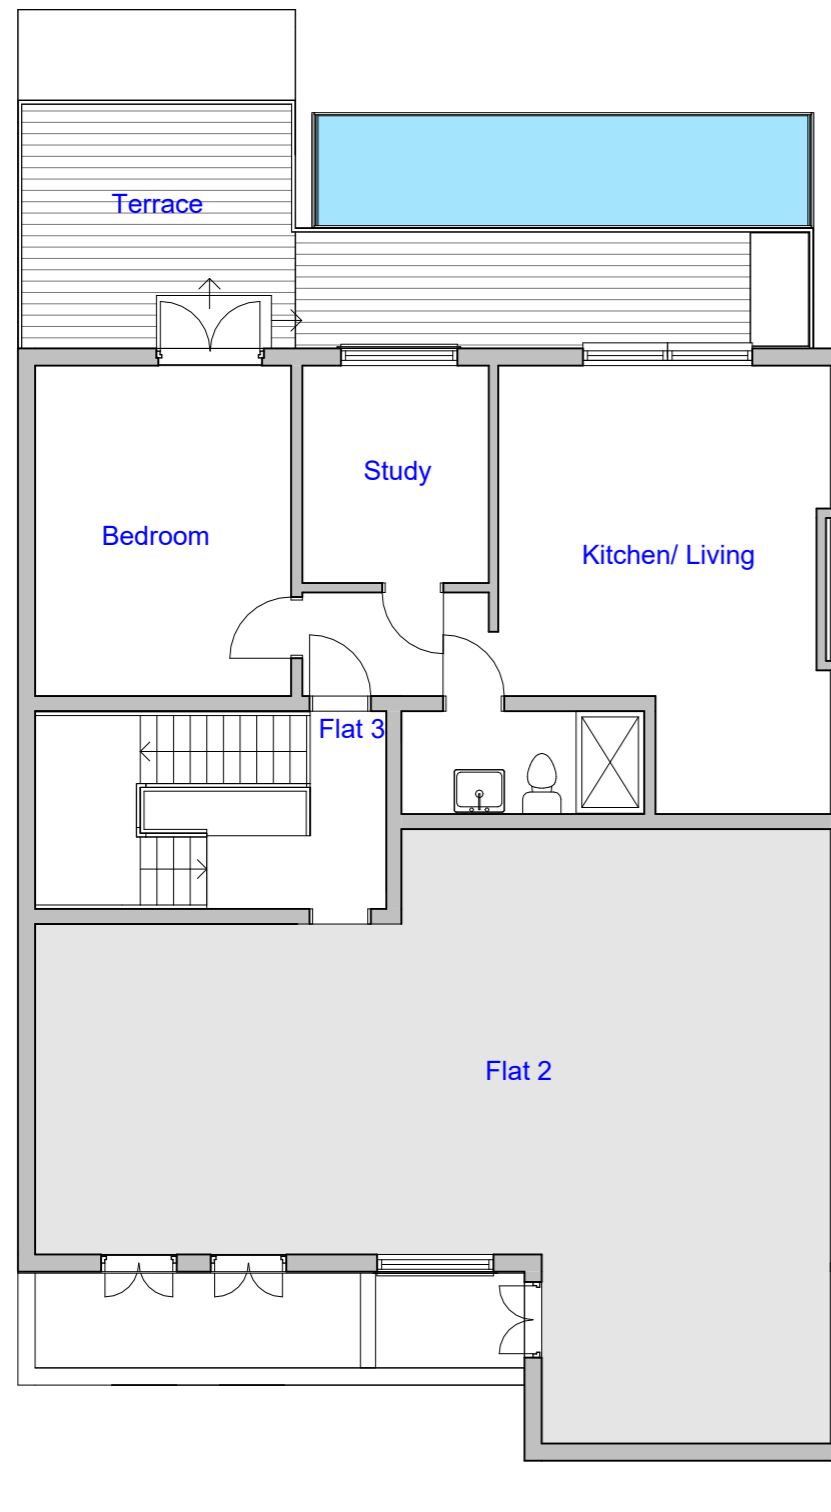 Terrace
Study
Bedroom
Kitchen/ Living
Flat 3
Flat 2